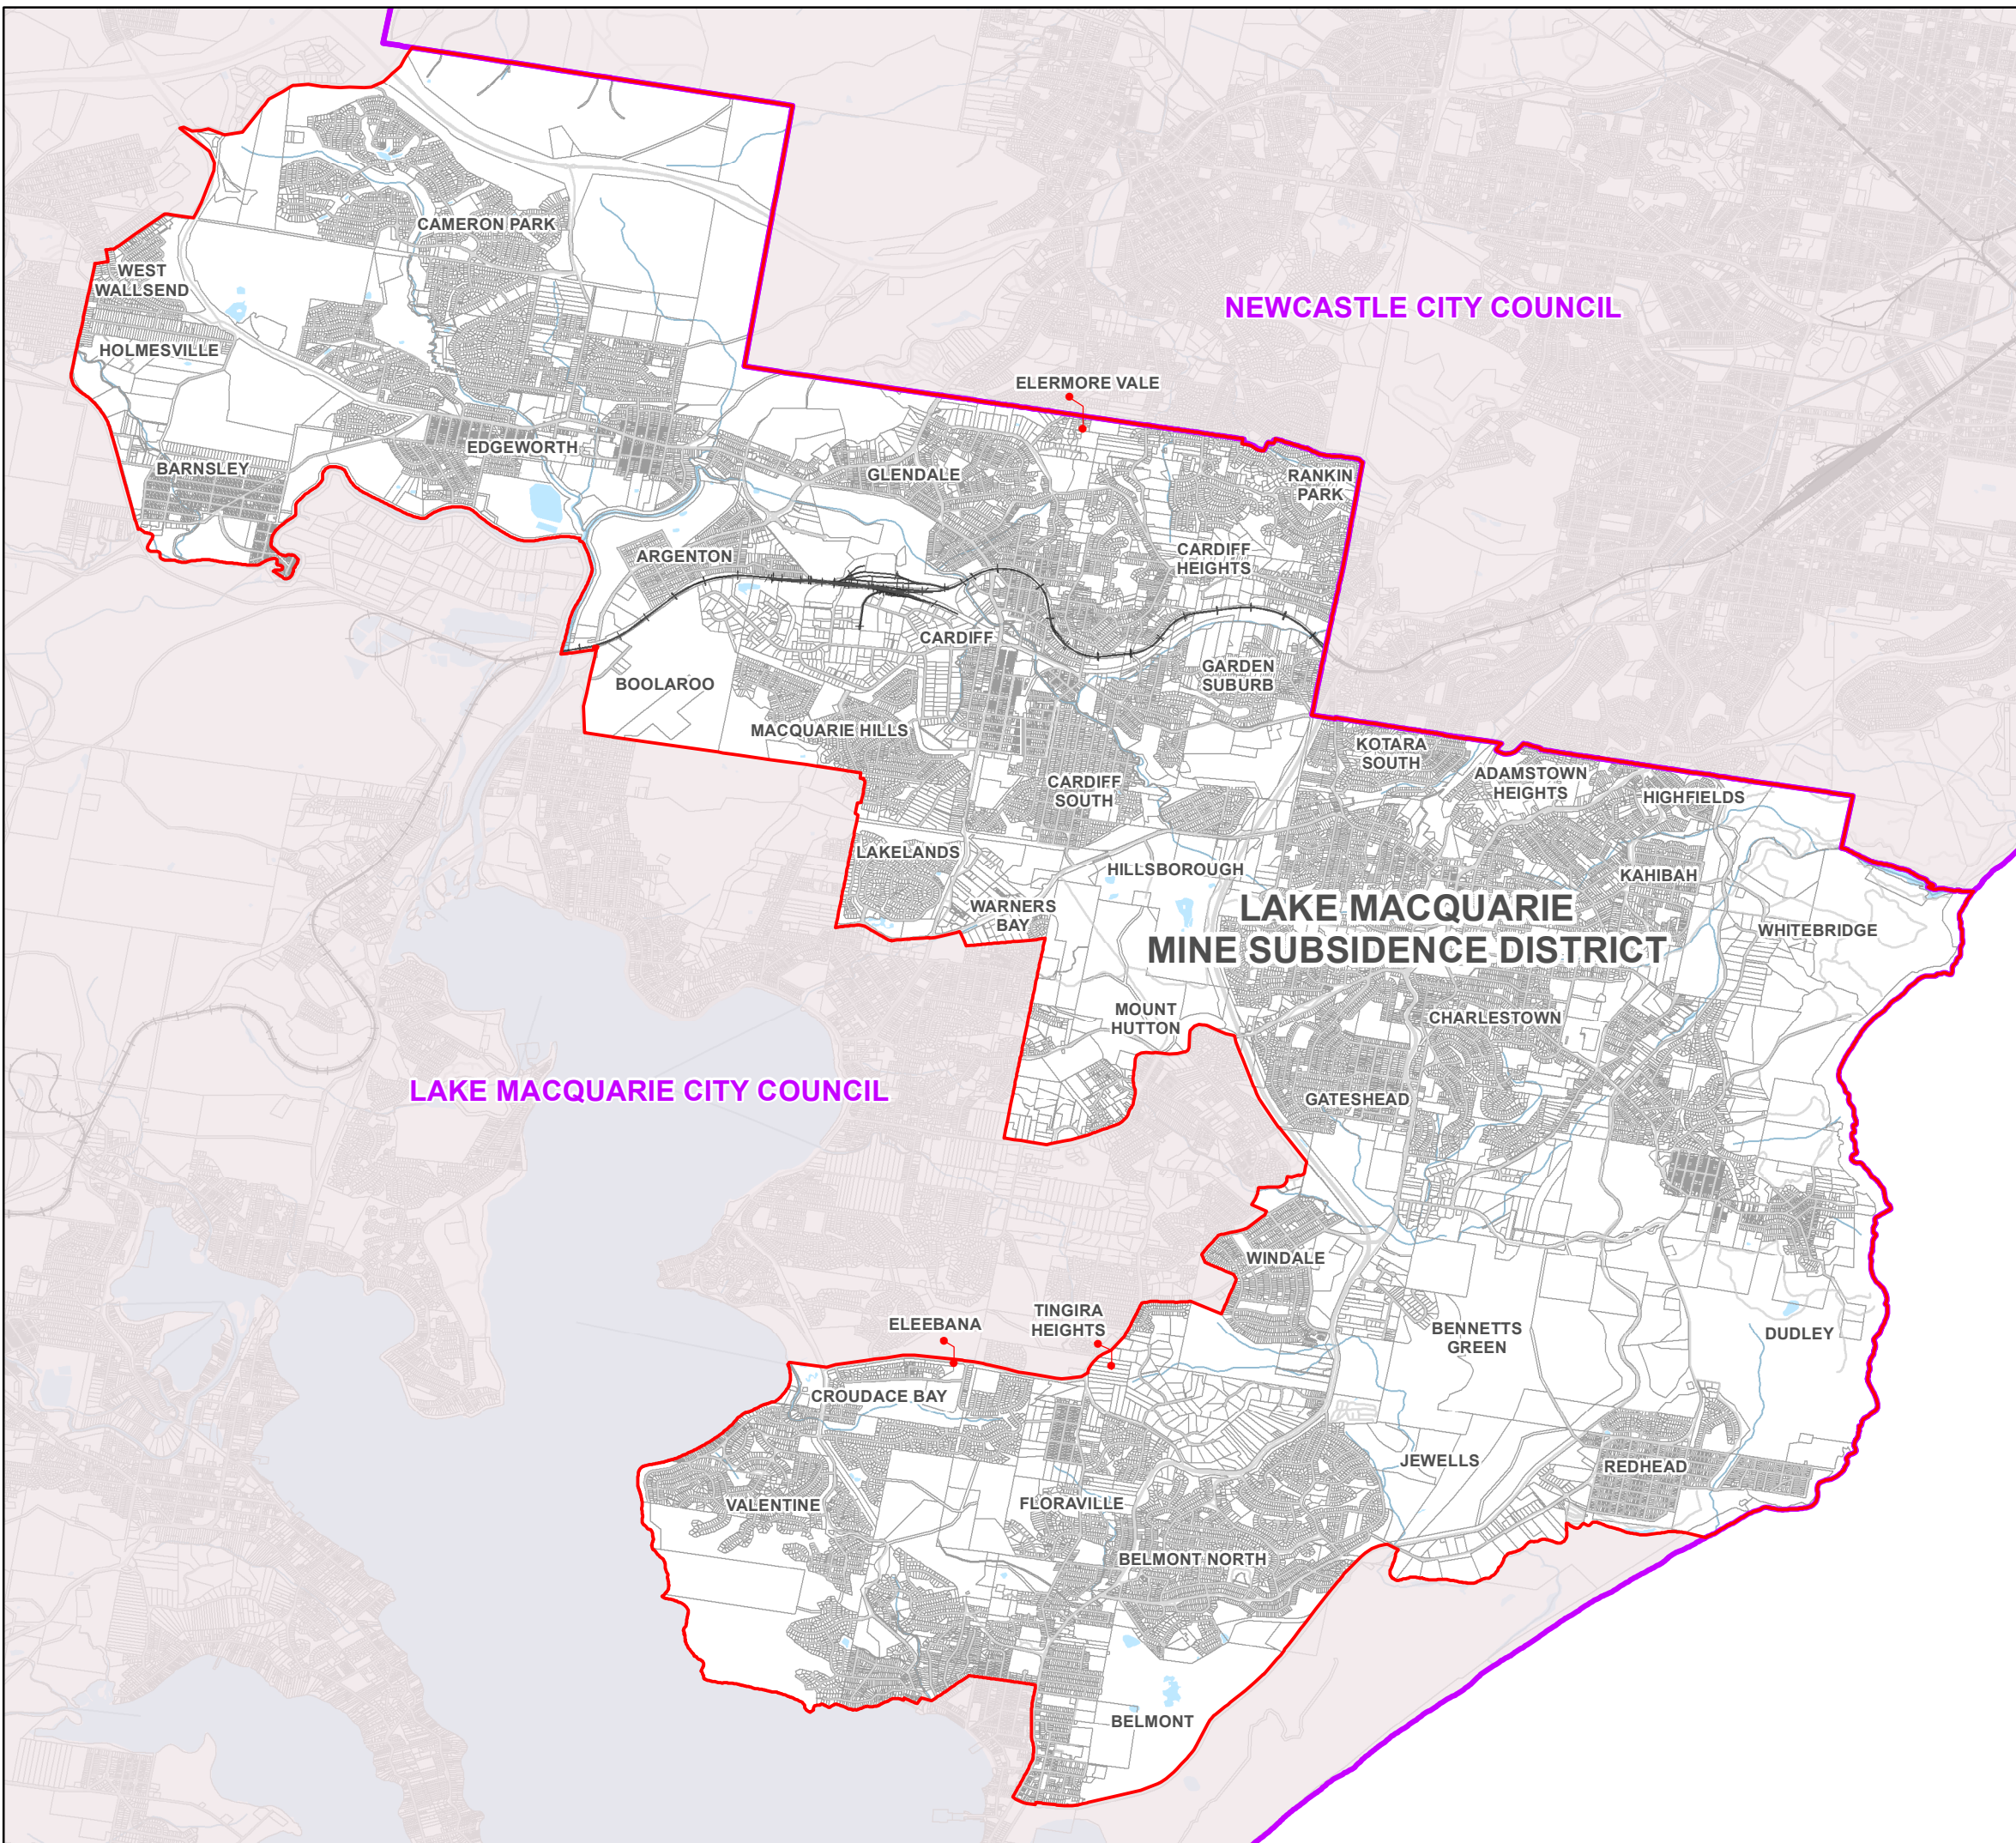 CAMERON PARK
WEST
WALLSEND
NEWCASTLE CITY COUNCIL
HOLMESVILLE
ELERMORE VALE
EDGEWORTH
BARNSLEY
GLENDALE
RANKIN
PARK
ARGENTON
CARDIFF
HEIGHTS
CARDIFF
GARDEN
SUBURB
BOOLAROO
MACQUARIE HILLS
KOTARA
SOUTH
ADAMSTOWN
HEIGHTS
CARDIFF
SOUTH
HIGHFIELDS
LAKELANDS
HILLSBOROUGH
KAHIBAH
WARNERS
BAY
LAKE MACQUARIE
MINE SUBSIDENCE DISTRICT
WHITEBRIDGE
MOUNT
HUTTON
CHARLESTOWN
LAKE MACQUARIE CITY COUNCIL
GATESHEAD
WINDALE
TINGIRA
HEIGHTS
ELEEBANA
BENNETTS
GREEN
DUDLEY
CROUDACE BAY
JEWELLS
REDHEAD
VALENTINE
FLORAVILLE
BELMONT NORTH
BELMONT